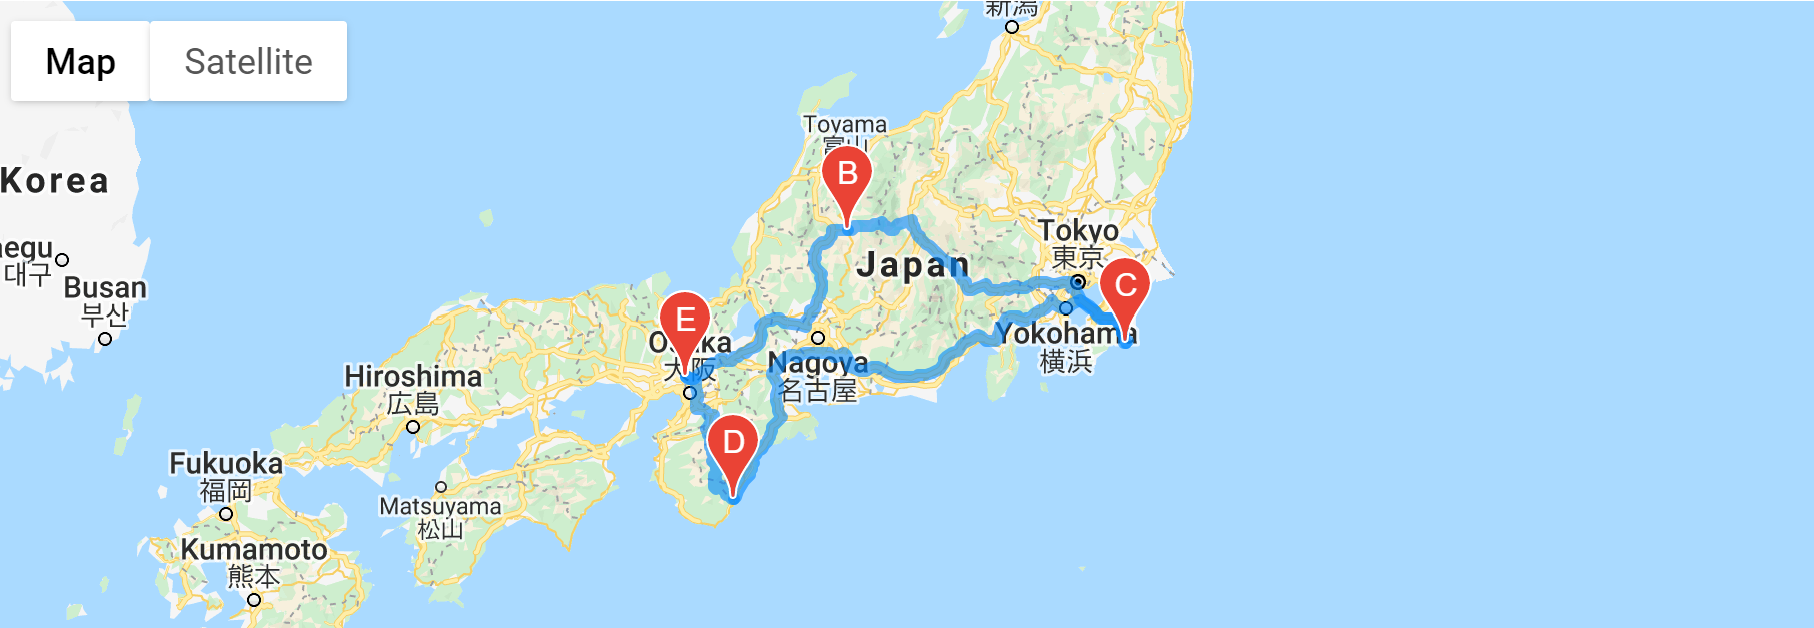 新潟
Map
Satellite
Toyama
富山
B
Korea
Tokyo
東京
aegu
대구
Japan
C
Busan
부산
E
Yokohama
横浜
大阪
Nagoya
名古屋
Hiroshima
広島
D
Fukuoka
福岡
Matsuyama
松山
Kumamoto
熊本